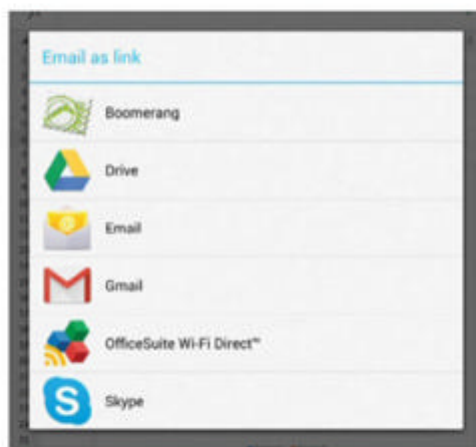 Email as link
Boomerang
Drive
Email
Gmail
OfficeSuite Wi-Fi Direct™
Skype